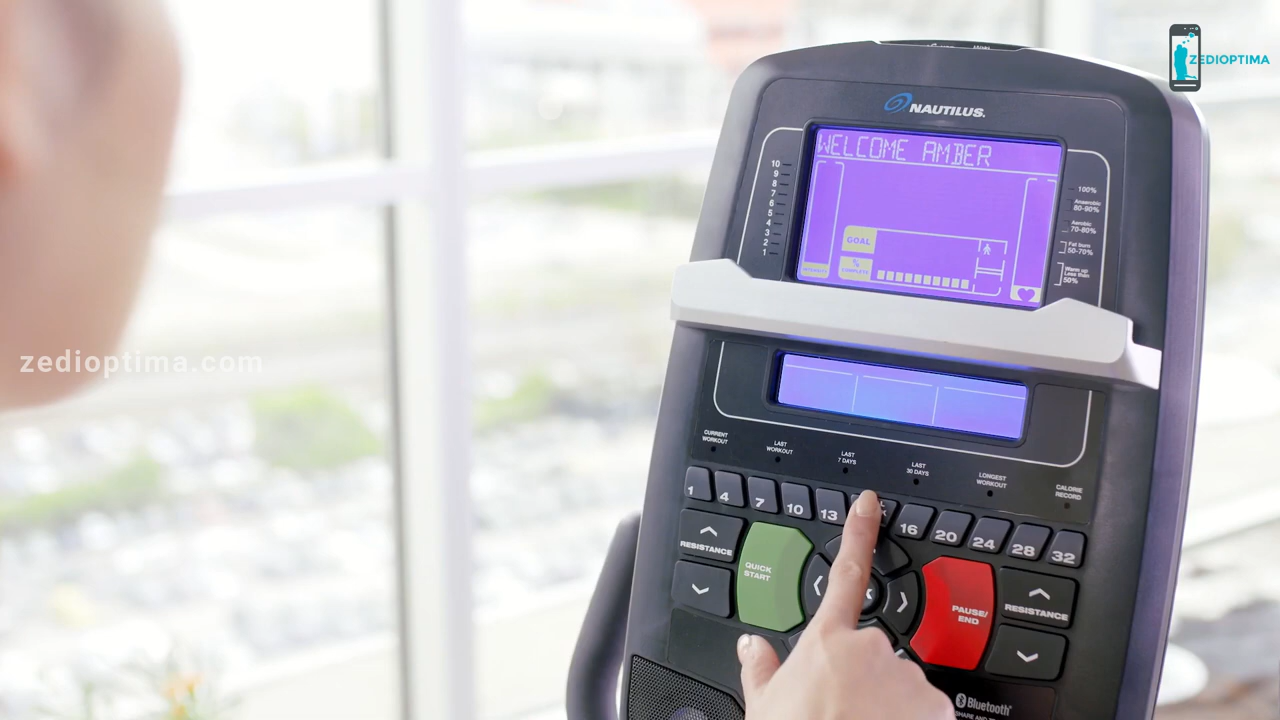 ZEDIOPTIMA
NAUTILUS
WELCOME AMBER
10
9
8
7
6
5
4
3
2
1
100%
Anaerobic
80-90%
Aerobic
70-80%
Fat burn
50-70%
Warm up
Less than
50%
GOAL
%
COMPLETE
INTENSITY
zedioptima.com
CURRENT
WORKOUT
LAST
WORKOUT
LAST
7 DAYS
LAST
30 DAYS
LONGEST
WORKOUT
CALORIE
RECORD
1 4 7 10 13 16 20 24 28 32
RESISTANCE
QUICK
START
PAUSE/
END
RESISTANCE
Bluetooth